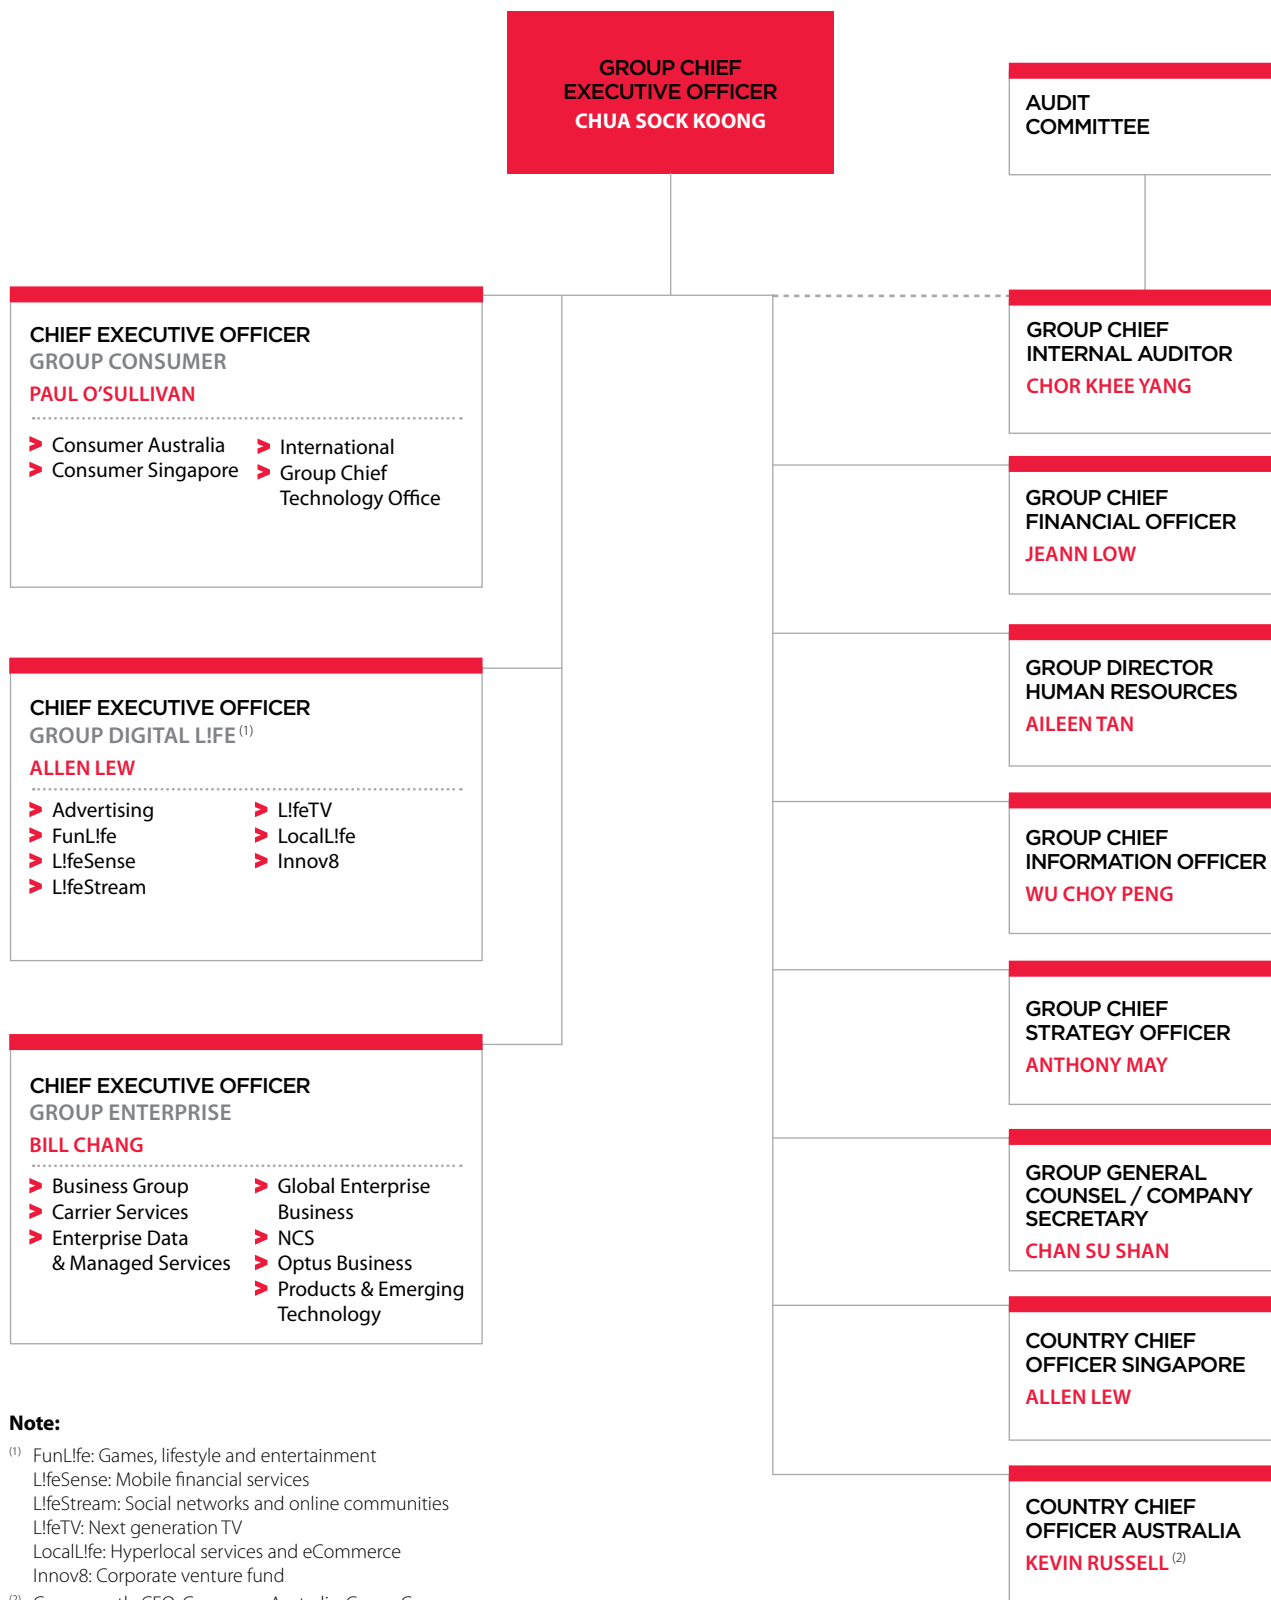 GROUP CHIEF
EXECUTIVE OFFICER
CHUA SOCK KOONG
AUDIT
COMMITTEE
CHIEF EXECUTIVE OFFICER
GROUP CONSUMER
PAUL O'SULLIVAN
Consumer Australia
Consumer Singapore
International
Group Chief
Technology Office
CHIEF EXECUTIVE OFFICER
GROUP DIGITAL L!FE (1)
ALLEN LEW
Advertising
FunL!fe
L!feSense
L!feStream
L!feTV
LocalL!fe
Innov8
CHIEF EXECUTIVE OFFICER
GROUP ENTERPRISE
BILL CHANG
Business Group
Carrier Services
Enterprise Data
& Managed Services
Global Enterprise
Business
NCS
Optus Business
Products & Emerging
Technology
GROUP CHIEF
INTERNAL AUDITOR
CHOR KHEE YANG
GROUP CHIEF
FINANCIAL OFFICER
JEANN LOW
GROUP DIRECTOR
HUMAN RESOURCES
AILEEN TAN
GROUP CHIEF
INFORMATION OFFICER
WU CHOY PENG
GROUP CHIEF
STRATEGY OFFICER
ANTHONY MAY
GROUP GENERAL
COUNSEL / COMPANY
SECRETARY
CHAN SU SHAN
COUNTRY CHIEF
OFFICER SINGAPORE
ALLEN LEW
COUNTRY CHIEF
OFFICER AUSTRALIA
KEVIN RUSSELL (2)
Note:
(1) FunL!fe: Games, lifestyle and entertainment
L!feSense: Mobile financial services
L!feStream: Social networks and online communities
L!feTV: Next generation TV
LocalL!fe: Hyperlocal services and eCommerce
Innov8: Corporate venture fund